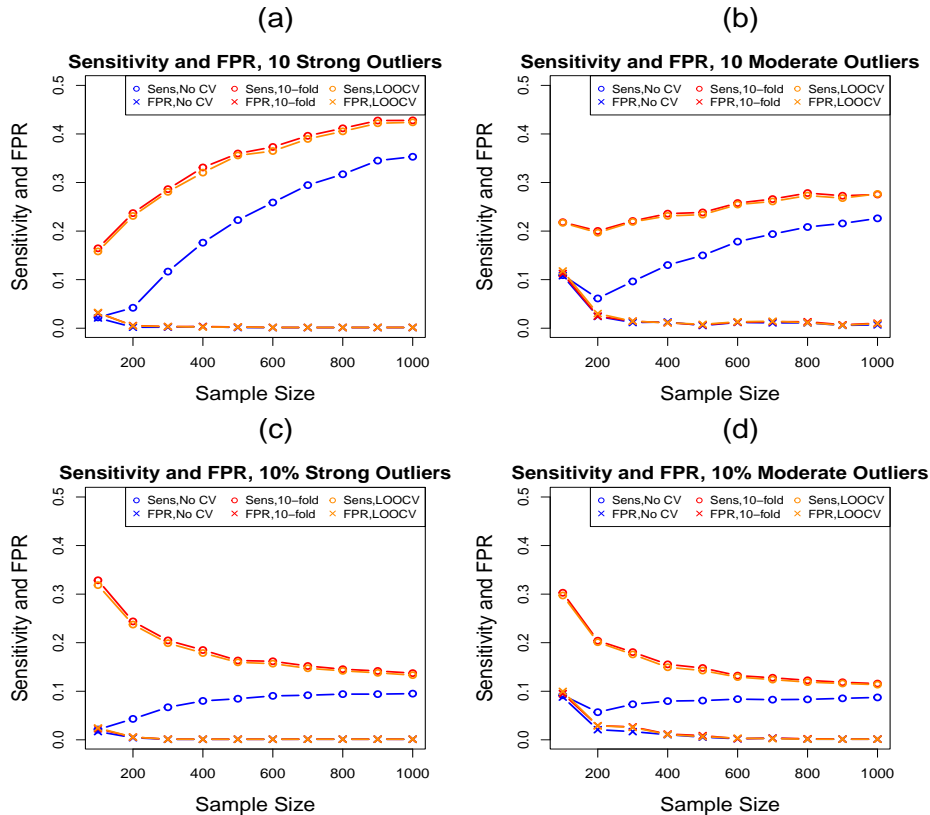 (a)
Sensitivity and FPR, 10 Strong Outliers
Sens,No CV Sens,10−fold Sens,LOOCV
FPR,No CV FPR,10−fold FPR,LOOCV
Sensitivity and FPR
0.5
0.4
0.3
0.2
0.1
0.0
200 400 600 800 1000
Sample Size
(b)
Sensitivity and FPR, 10 Moderate Outliers
Sens,No CV Sens,10−fold Sens,LOOCV
FPR,No CV FPR,10−fold FPR,LOOCV
Sensitivity and FPR
0.5
0.4
0.3
0.2
0.1
0.0
200 400 600 800 1000
Sample Size
(c)
Sensitivity and FPR, 10% Strong Outliers
Sens,No CV Sens,10−fold Sens,LOOCV
FPR,No CV FPR,10−fold FPR,LOOCV
Sensitivity and FPR
0.5
0.4
0.3
0.2
0.1
0.0
200 400 600 800 1000
Sample Size
(d)
Sensitivity and FPR, 10% Moderate Outliers
Sens,No CV Sens,10−fold Sens,LOOCV
FPR,No CV FPR,10−fold FPR,LOOCV
Sensitivity and FPR
0.5
0.4
0.3
0.2
0.1
0.0
200 400 600 800 1000
Sample Size